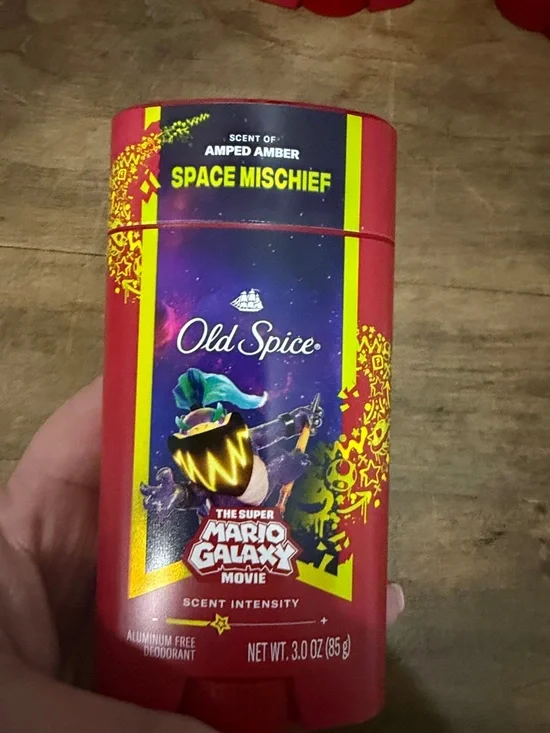 SCENT OF
AMPED AMBER
SPACE MISCHIEF
Old Spice®
THE SUPER
MARIO
GALAXY
MOVIE
SCENT INTENSITY
- +
ALUMINUM FREE
DEODORANT
NET WT. 3.0 OZ (85 g)